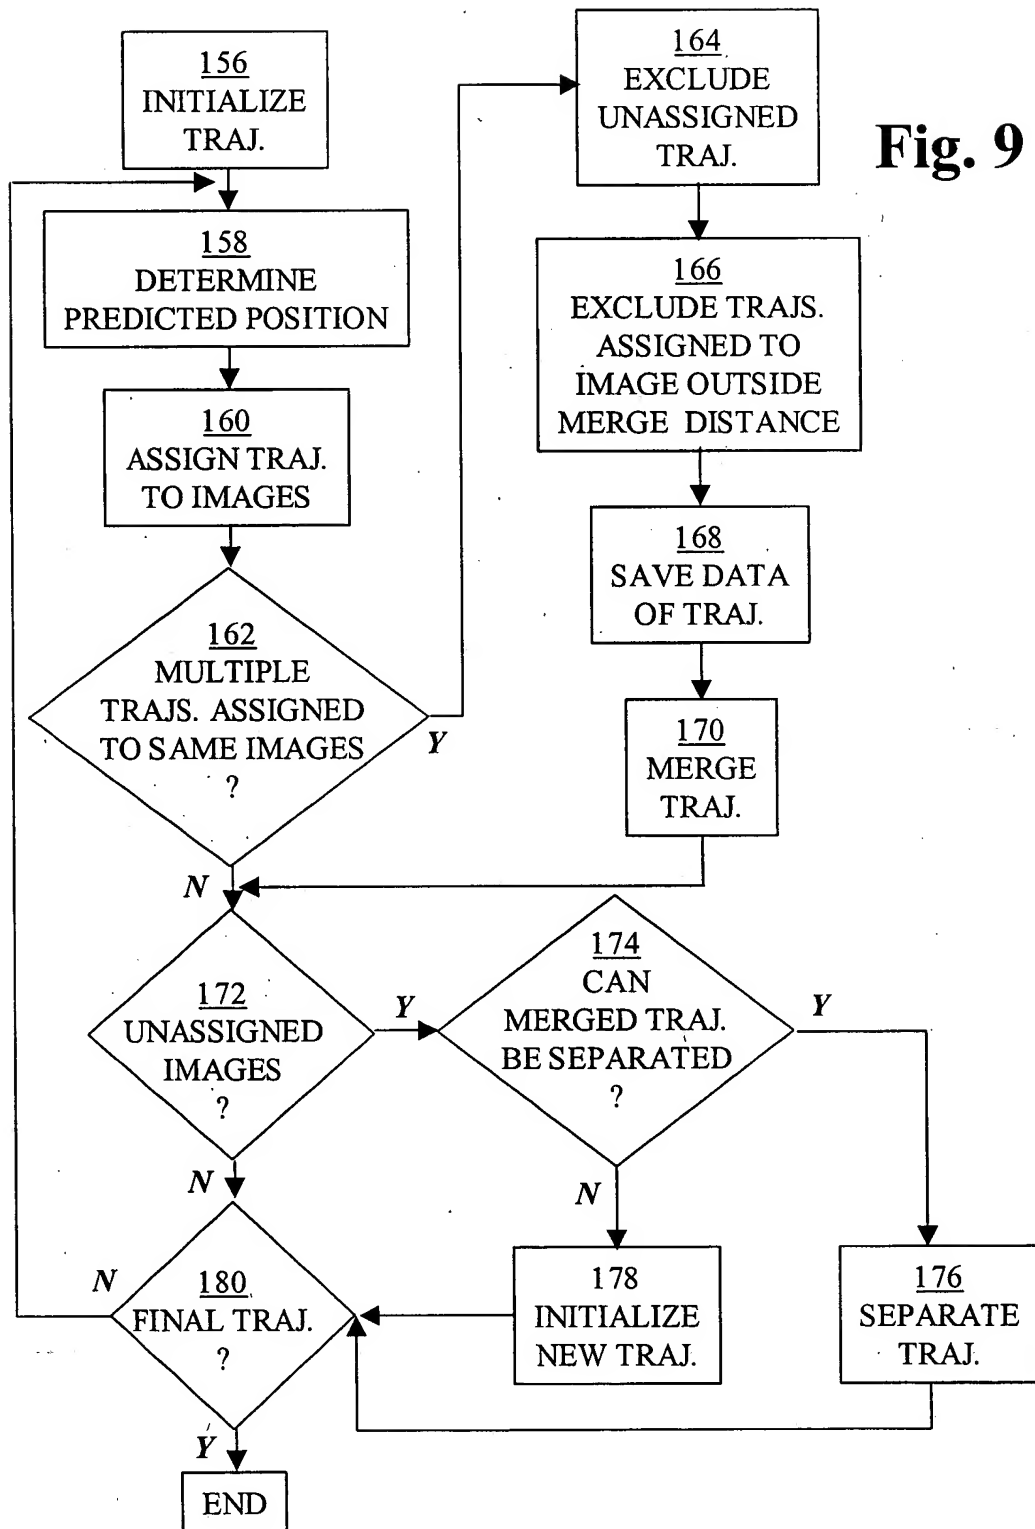 156
INITIALIZE
TRAJ.
158
DETERMINE
PREDICTED POSITION
160
ASSIGN TRAJ.
TO IMAGES
162
MULTIPLE
TRAJS. ASSIGNED
TO SAME IMAGES
?
Y
N
164
EXCLUDE
UNASSIGNED
TRAJ.
Fig. 9
166
EXCLUDE TRAJS.
ASSIGNED TO
IMAGE OUTSIDE
MERGE DISTANCE
168
SAVE DATA
OF TRAJ.
170
MERGE
TRAJ.
172
UNASSIGNED
IMAGES
?
Y
N
174
CAN
MERGED TRAJ.
BE SEPARATED
?
Y
N
180
FINAL TRAJ.
?
N
Y
178
INITIALIZE
NEW TRAJ.
176
SEPARATE
TRAJ.
END